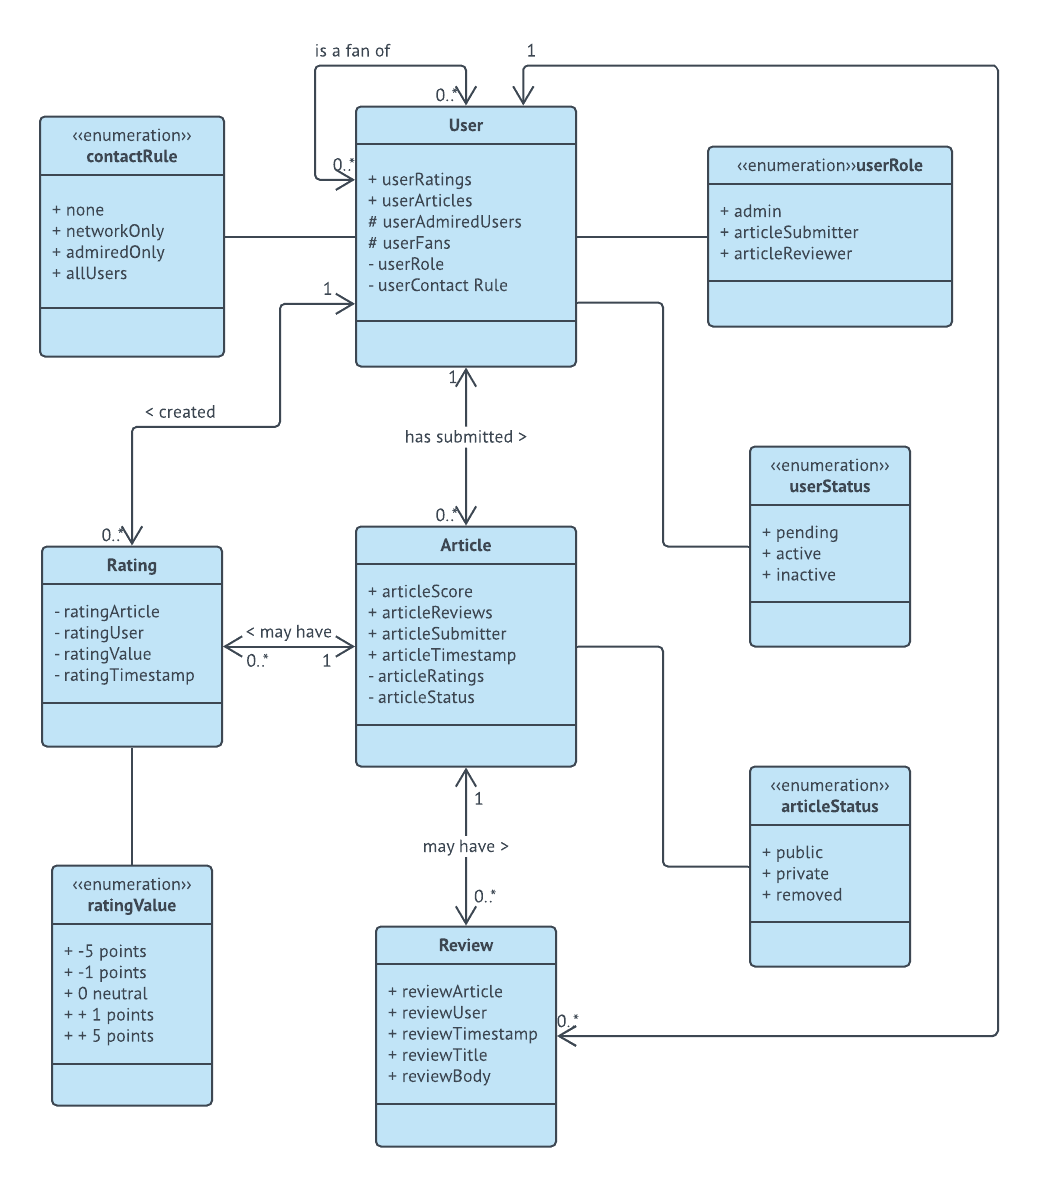 is a fan of
1
0..*
User
0..*
+ userRatings
+ userArticles
# userAdmiredUsers
# userFans
- userRole
- userContact Rule
‹‹enumeration››
contactRule
+ none
+ networkOnly
+ admiredOnly
+ allUsers
‹‹enumeration››userRole
+ admin
+ articleSubmitter
+ articleReviewer
1
< created
0..*
1
has submitted >
0..*
‹‹enumeration››
userStatus
+ pending
+ active
+ inactive
Rating
- ratingArticle
- ratingUser
- ratingValue
- ratingTimestamp
< may have
0..*
1
Article
+ articleScore
+ articleReviews
+ articleSubmitter
+ articleTimestamp
- articleRatings
- articleStatus
‹‹enumeration››
articleStatus
+ public
+ private
+ removed
1
may have >
0..*
‹‹enumeration››
ratingValue
+ -5 points
+ -1 points
+ 0 neutral
+ + 1 points
+ + 5 points
Review
+ reviewArticle
+ reviewUser
+ reviewTimestamp
+ reviewTitle
+ reviewBody
0..*